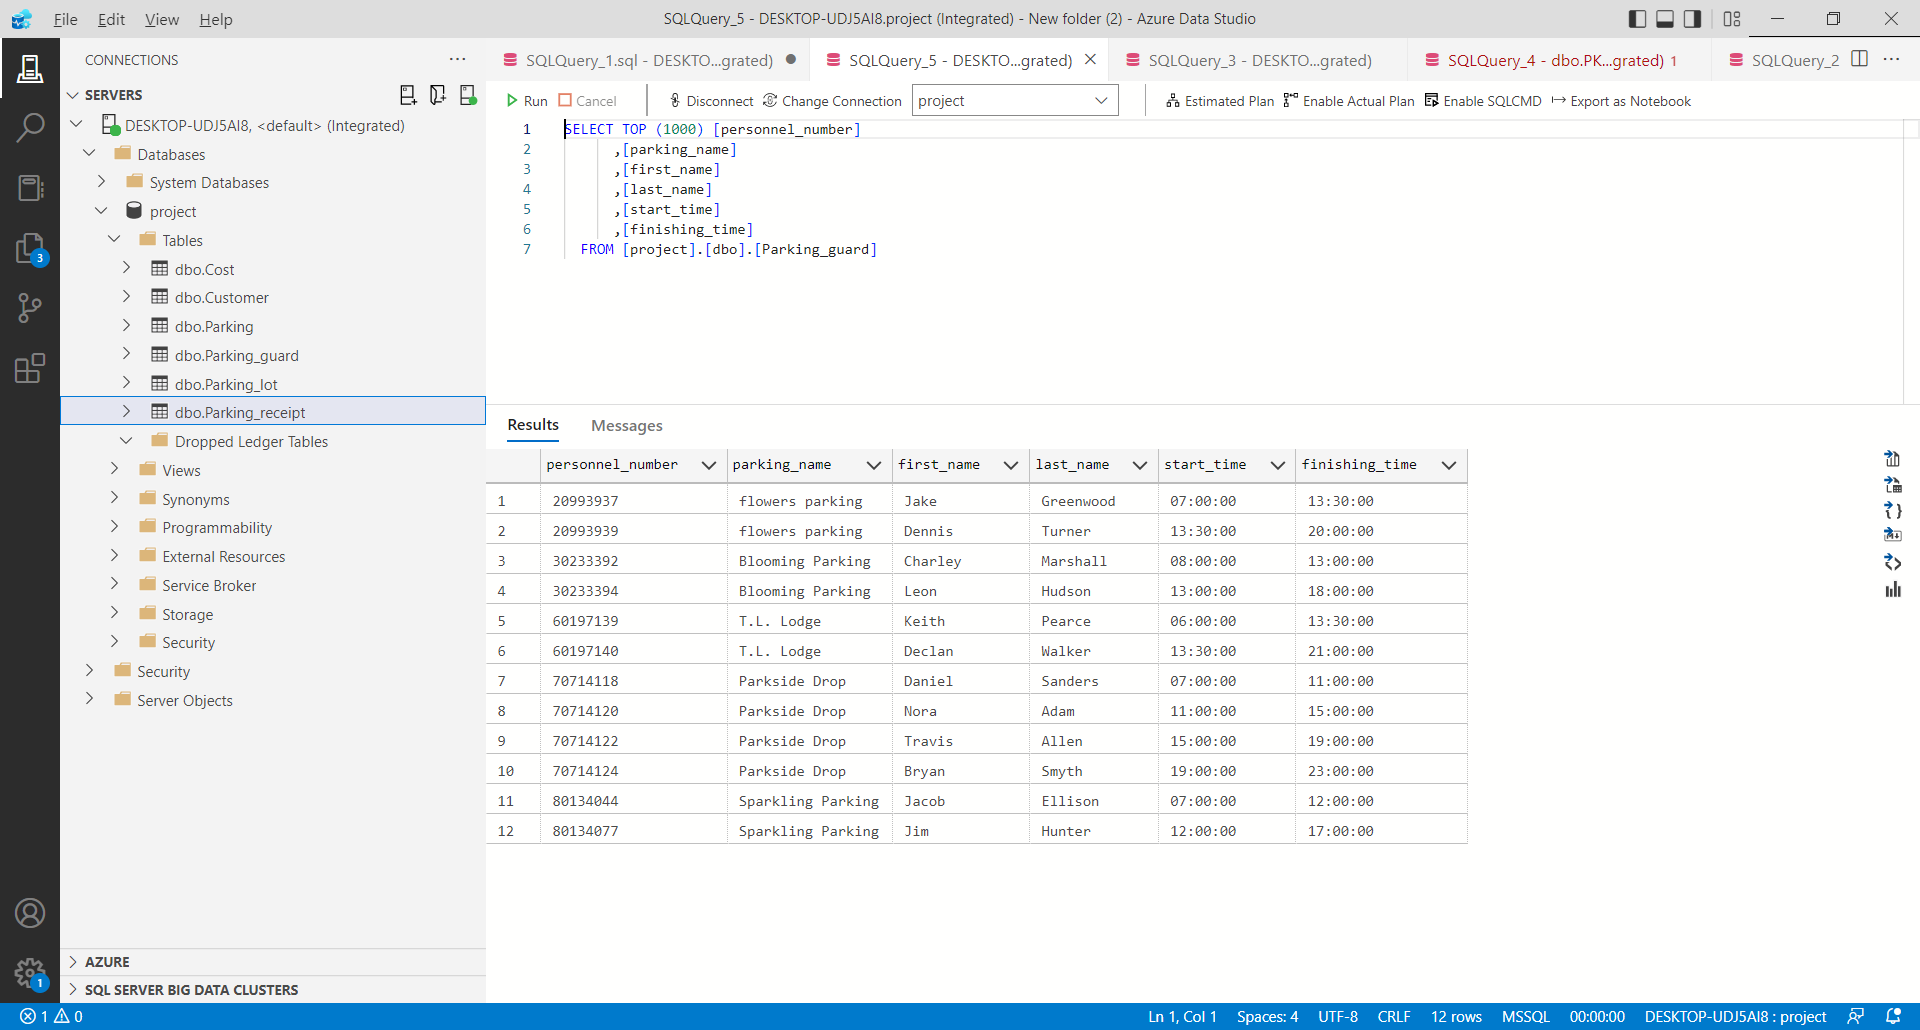 File Edit View Help
SQLQuery_5 - DESKTOP-UDJ5AI8.project (Integrated) - New folder (2) - Azure Data Studio
CONNECTIONS
SERVERS
DESKTOP-UDJ5AI8, <default> (Integrated)
Databases
System Databases
project
Tables
dbo.Cost
dbo.Customer
dbo.Parking
dbo.Parking_guard
dbo.Parking_lot
dbo.Parking_receipt
Dropped Ledger Tables
Views
Synonyms
Programmability
External Resources
Service Broker
Storage
Security
Security
Server Objects
AZURE
SQL SERVER BIG DATA CLUSTERS
3
1
SQLQuery_1.sql - DESKTO...grated) SQLQuery_5 - DESKTO...grated) SQLQuery_3 - DESKTO...grated) SQLQuery_4 - dbo.PK...grated) 1 SQLQuery_2
Run Cancel Disconnect Change Connection project Estimated Plan Enable Actual Plan Enable SQLCMD Export as Notebook
1 SELECT TOP (1000) [personnel_number]
2 ,[parking_name]
3 ,[first_name]
4 ,[last_name]
5 ,[start_time]
6 ,[finishing_time]
7 FROM [project].[dbo].[Parking_guard]
Results Messages
personnel_number parking_name first_name last_name start_time finishing_time
1 20993937 flowers parking Jake Greenwood 07:00:00 13:30:00
2 20993939 flowers parking Dennis Turner 13:30:00 20:00:00
3 30233392 Blooming Parking Charley Marshall 08:00:00 13:00:00
4 30233394 Blooming Parking Leon Hudson 13:00:00 18:00:00
5 60197139 T.L. Lodge Keith Pearce 06:00:00 13:30:00
6 60197140 T.L. Lodge Declan Walker 13:30:00 21:00:00
7 70714118 Parkside Drop Daniel Sanders 07:00:00 11:00:00
8 70714120 Parkside Drop Nora Adam 11:00:00 15:00:00
9 70714122 Parkside Drop Travis Allen 15:00:00 19:00:00
10 70714124 Parkside Drop Bryan Smyth 19:00:00 23:00:00
11 80134044 Sparkling Parking Jacob Ellison 07:00:00 12:00:00
12 80134077 Sparkling Parking Jim Hunter 12:00:00 17:00:00
1 0 Ln 1, Col 1 Spaces: 4 UTF-8 CRLF 12 rows MSSQL 00:00:00 DESKTOP-UDJ5AI8 : project